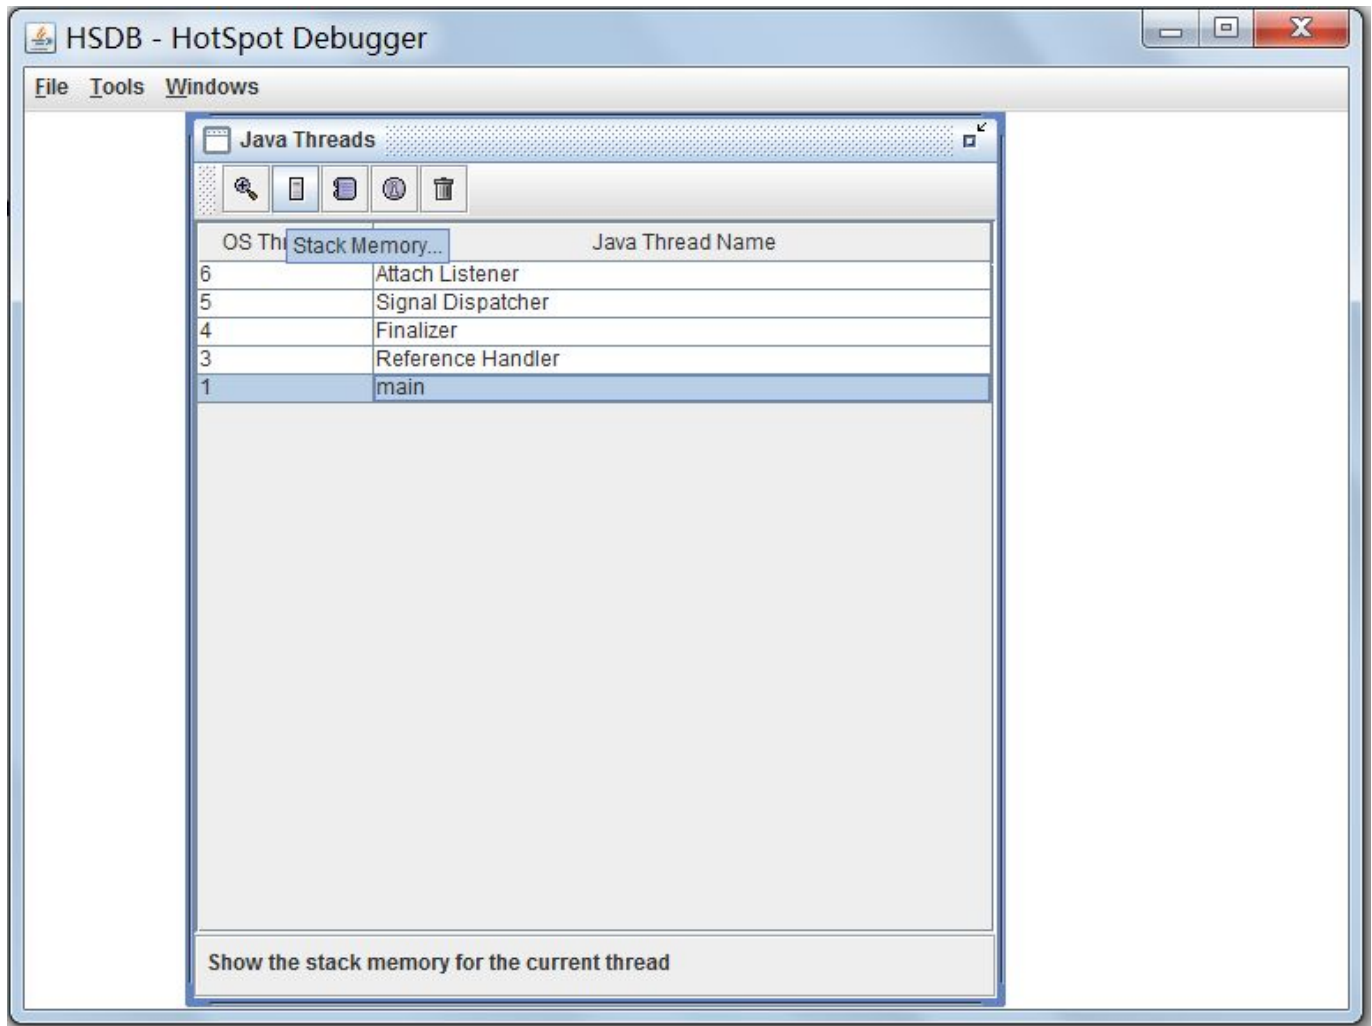 HSDB - HotSpot Debugger
File Tools Windows
Java Threads
OS Th Stack Memory... Java Thread Name
6 Attach Listener
5 Signal Dispatcher
4 Finalizer
3 Reference Handler
1 main
Show the stack memory for the current thread